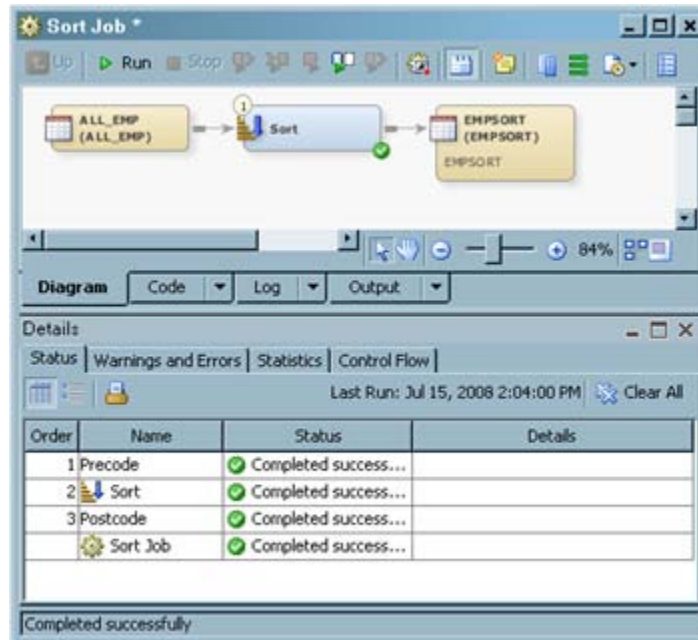 Sort Job *
Up Run Stop
ALL_EMP
(ALL_EMP)
1
Sort
EMPSORT
(EMPSORT)
EMPSORT
84%
Diagram Code Log Output
Details
Status Warnings and Errors Statistics Control Flow
Last Run: Jul 15, 2008 2:04:00 PM Clear All
Order Name Status Details
1 Precode Completed success...
2 Sort Completed success...
3 Postcode Completed success...
Sort Job Completed success...
Completed successfully